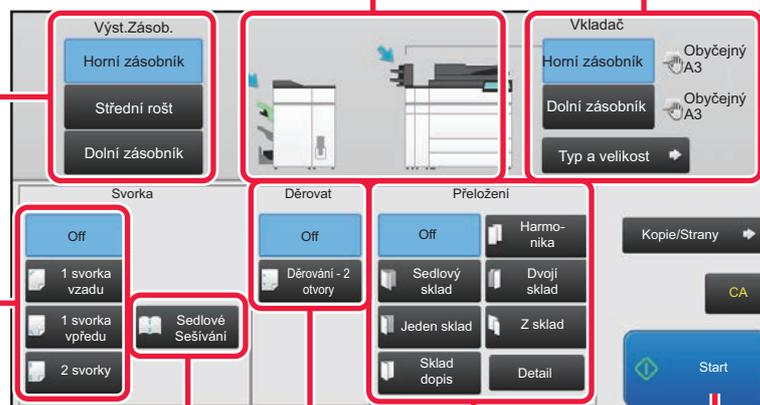 Výst.Zásob.
Horní zásobník
Střední rošt
Dolní zásobník
Vkladač
Horní zásobník
Obyčejný
A3
Dolní zásobník
Obyčejný
A3
Typ a velikost
Svorka
Off
1 svorka
vzadu
1 svorka
vpředu
2 svorky
Sedlové
Sešívání
Děrovat
Off
Děrování - 2
otvory
Přeložení
Off
Harmo-
nika
Sedlový
sklad
Dvojí
sklad
Jeden sklad
Z sklad
Sklad
dopis
Detail
Kopie/Strany
CA
Start